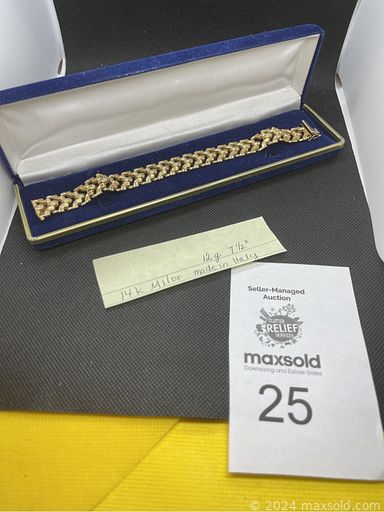 12g. 7½"
14K Milor made in Italy
Seller-Managed
Auction
CLUTTER
RELIEF
SERVICES
maxsold
Downsizing and Estate Sales
25
© 2024 maxsold.com